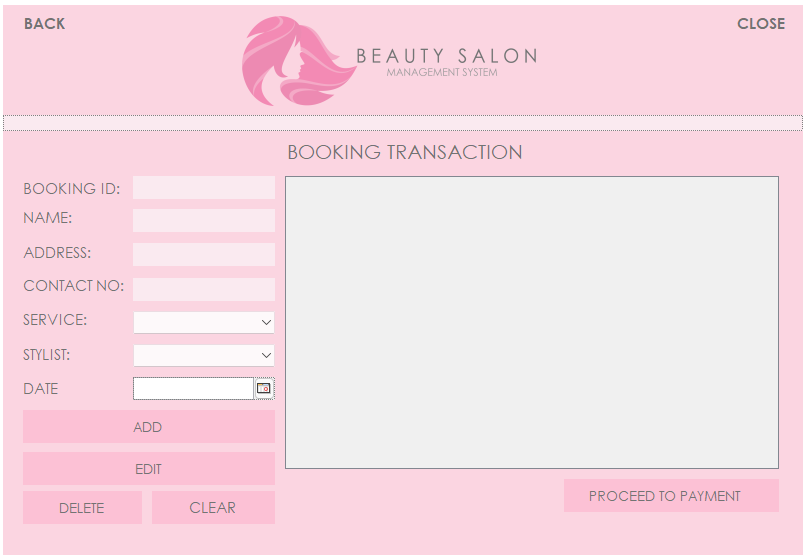 BACK
CLOSE
BEAUTY SALON
MANAGEMENT SYSTEM
BOOKING TRANSACTION
BOOKING ID:
NAME:
ADDRESS:
CONTACT NO:
SERVICE:
STYLIST:
DATE
ADD
EDIT
DELETE
CLEAR
PROCEED TO PAYMENT